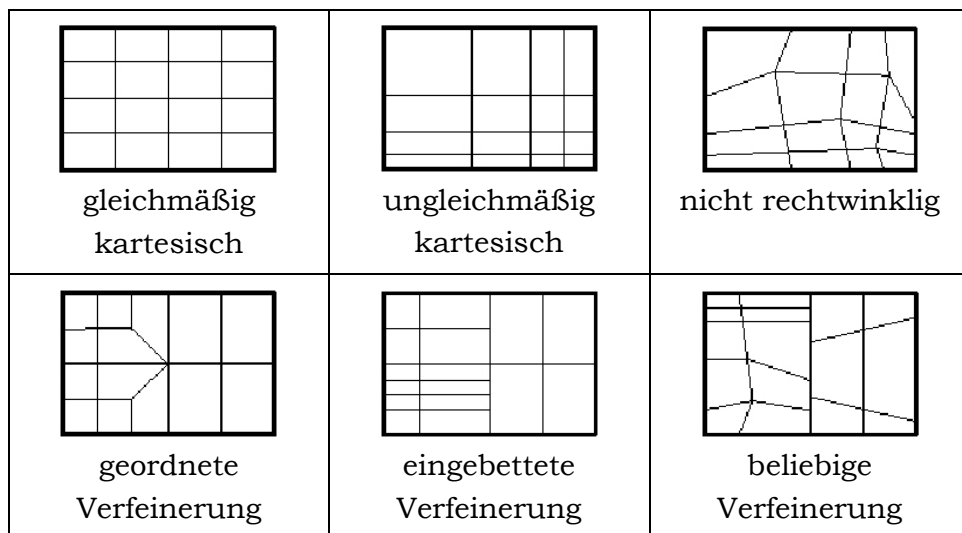 gleichmäßig
kartesisch
ungleichmäßig
kartesisch
nicht rechtwinklig
geordnete
Verfeinerung
eingebettete
Verfeinerung
beliebige
Verfeinerung